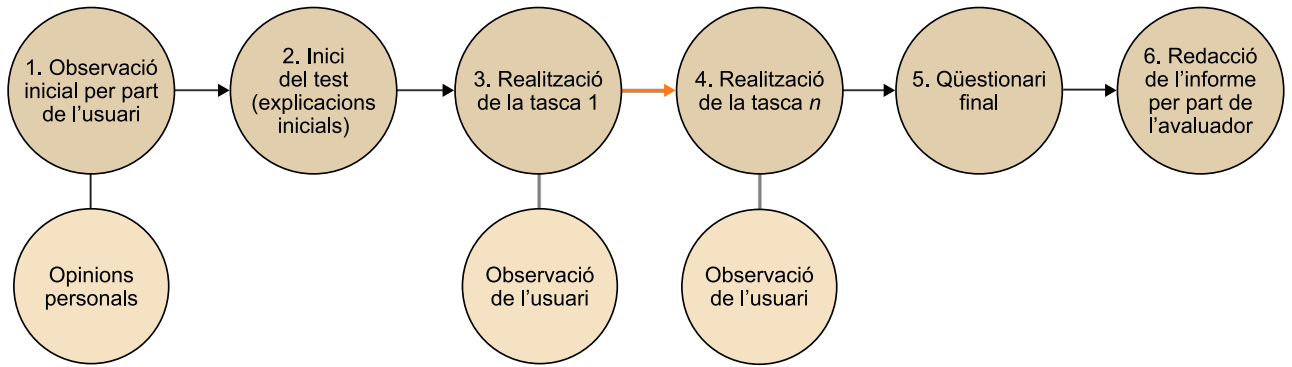 1. Observació
inicial per part
de l’usuari
2. Inici
del test
(explicacions
inicials)
3. Realització
de la tasca 1
4. Realització
de la tasca n
5. Qüestionari
final
6. Redacció
de l’informe
per part de
l’avaluador
Opinions
personals
Observació
de l’usuari
Observació
de l’usuari